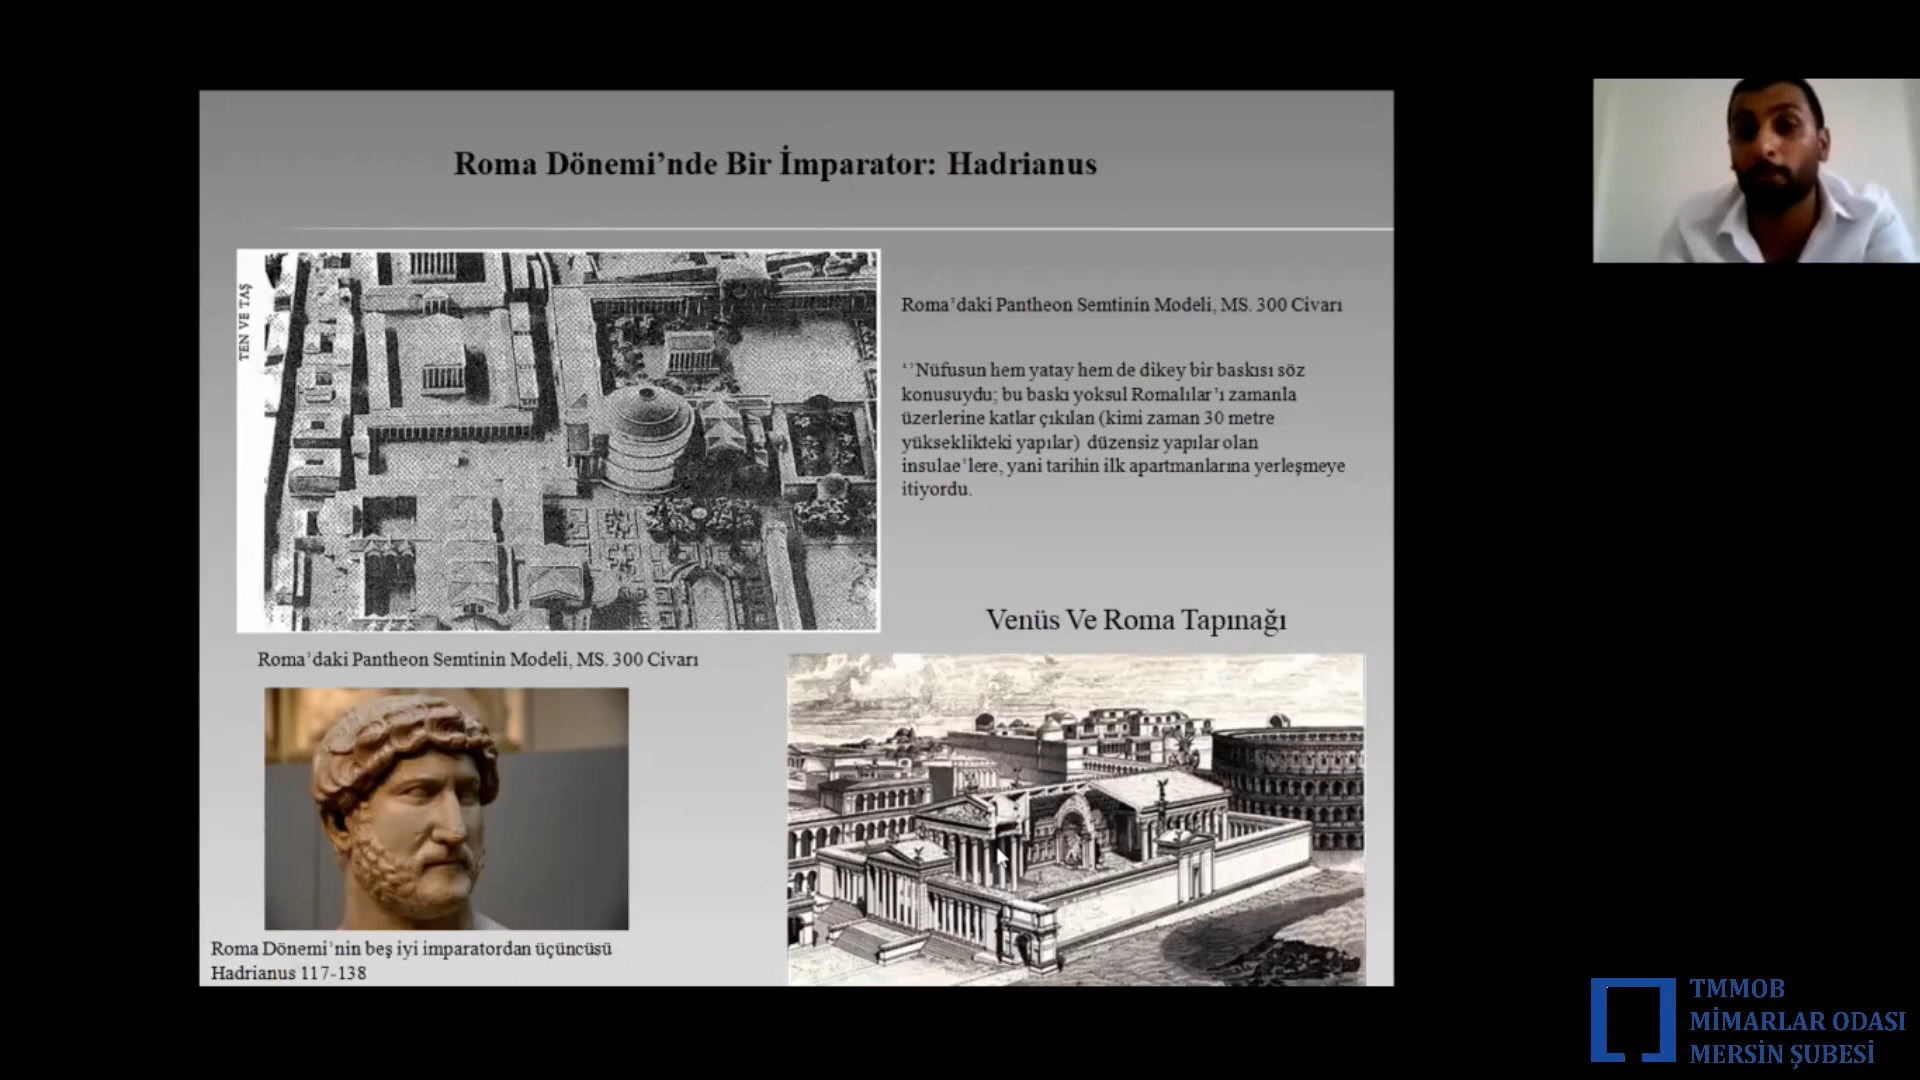 Roma Dönemi’nde Bir İmparator: Hadrianus
TEN VE TAŞ
Roma’daki Pantheon Semtinin Modeli, MS. 300 Civarı
‘’Nüfusun hem yatay hem de dikey bir baskısı söz
konusuydu; bu baskı yoksul Romalılar’ı zamanla
üzerlerine katlar çıkılan (kimi zaman 30 metre
yükseklikteki yapılar) düzensiz yapılar olan
insulae’lere, yani tarihin ilk apartmanlarına yerleşmeye
itiyordu.
Venüs Ve Roma Tapınağı
Roma’daki Pantheon Semtinin Modeli, MS. 300 Civarı
Roma Dönemi’nin beş iyi imparatordan üçüncüsü
Hadrianus 117-138
TMMOB
MİMARLAR ODASI
MERSİN ŞUBESİ